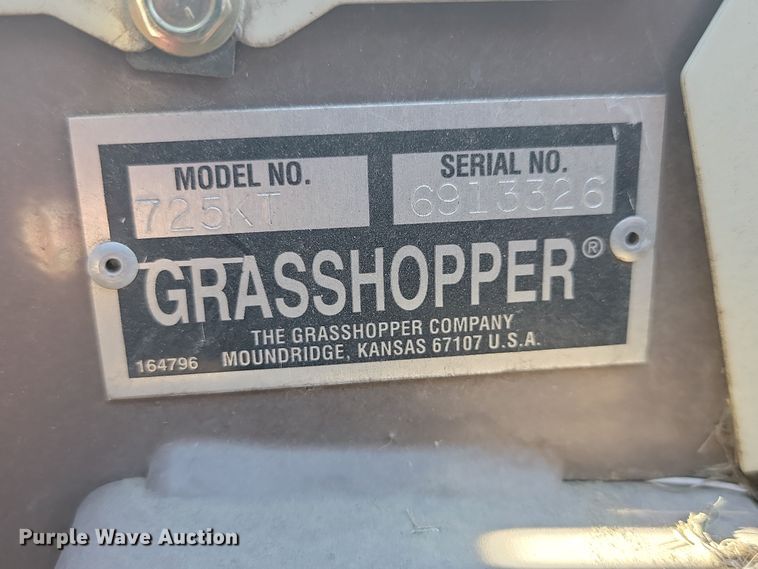 MODEL NO.
725KT
SERIAL NO.
6913326
GRASSHOPPER®
THE GRASSHOPPER COMPANY
MOUNDRIDGE, KANSAS 67107 U.S.A.
164796
Purple Wave Auction